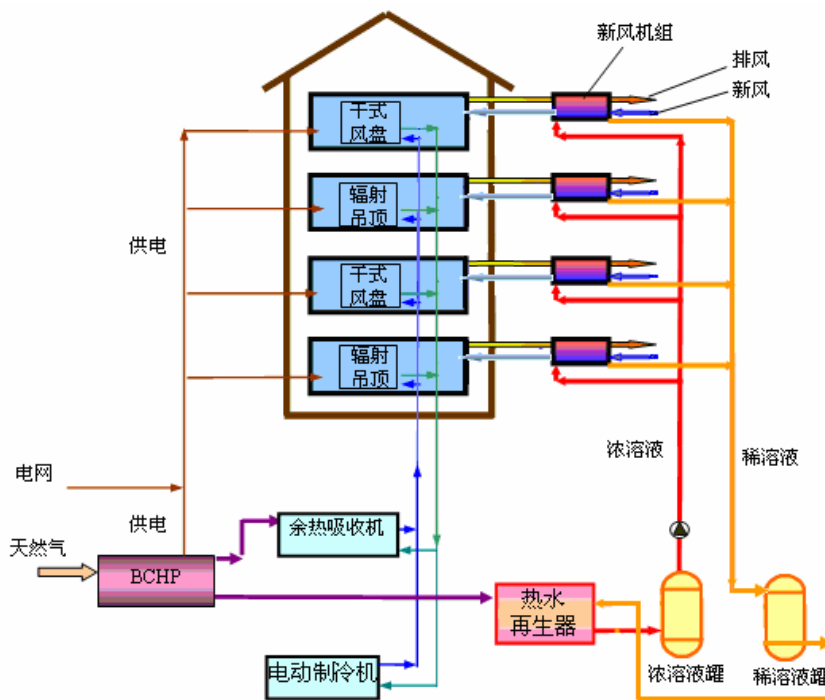 新风机组
排风
新风
干式
风盘
辐射
吊顶
供电
干式
风盘
辐射
吊顶
浓溶液
稀溶液
电网
供电
余热吸收机
天然气
BCHP
热水
再生器
电动制冷机
浓溶液罐
稀溶液罐